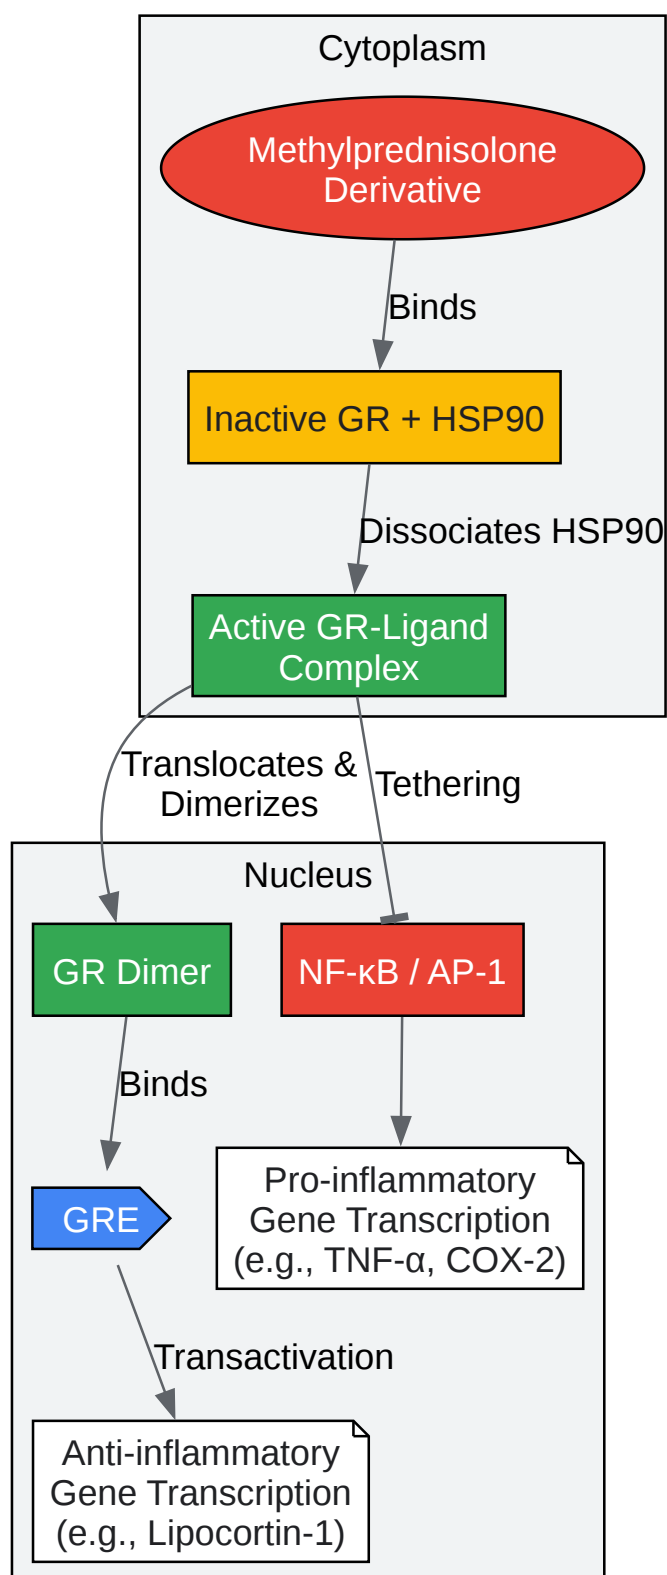 Cytoplasm
Methylprednisolone
Derivative
Binds
Inactive GR + HSP90
Dissociates HSP90
Active GR-Ligand
Complex
Translocates &
Dimerizes
Tethering
Nucleus
GR Dimer
NF-κB / AP-1
Binds
Pro-inflammatory
Gene Transcription
(e.g., TNF-α, COX-2)
GRE
Transactivation
Anti-inflammatory
Gene Transcription
(e.g., Lipocortin-1)